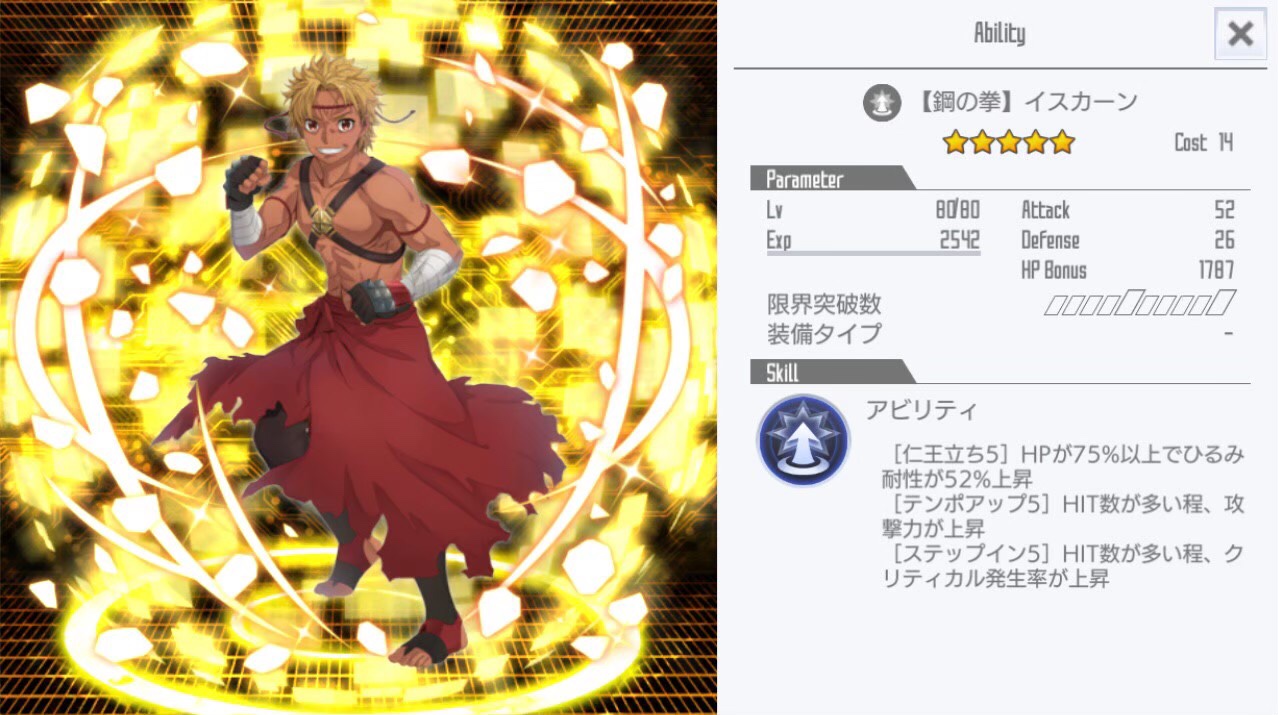 Ability
【鋼の拳】イスカーン
Cost 14
Parameter
Lv 80/80 Attack 52
Exp 2542 Defense 26
HP Bonus 1787
限界突破数
装備タイプ -
Skill
アビリティ
［仁王立ち5］HPが75%以上でひるみ
耐性が52%上昇
［テンポアップ5］HIT数が多い程、攻
撃力が上昇
［ステップイン5］HIT数が多い程、ク
リティカル発生率が上昇